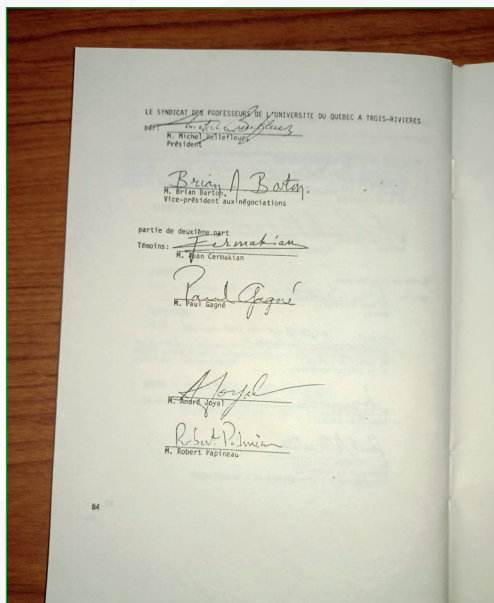 LE SYNDICAT DES PROFESSEURS DE L'UNIVERSITE DU QUEBEC A TROIS-RIVIERES
par:
M. Michel Bellefleur,
Président
Brian A Barton.
M. Brian Barton,
Vice-président aux négociations
partie de deuxième part
Témoins: Cermakian
M. Juan Cermakian
Paul Gagné
M. Paul Gagné
A Joyal
M. André Joyal
Robert Papineau
M. Robert Papineau
84